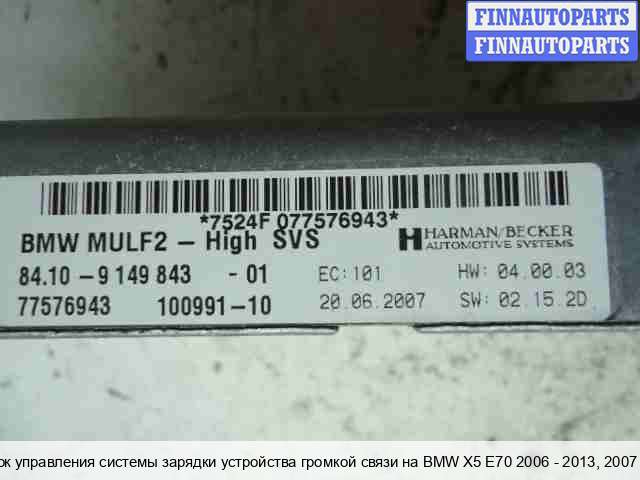 FINNAUTOPARTS
FINNAUTOPARTS
*7524F 077576943*
BMW MULF2 - High SVS
HARMAN/BECKER
AUTOMOTIVE SYSTEMS
84.10 - 9 149 843 - 01 EC: 101 HW: 04.00.03
77576943 100991-10 20.06.2007 SW: 02.15.2D
ок управления системы зарядки устройства громкой связи на BMW X5 E70 2006 - 2013, 2007